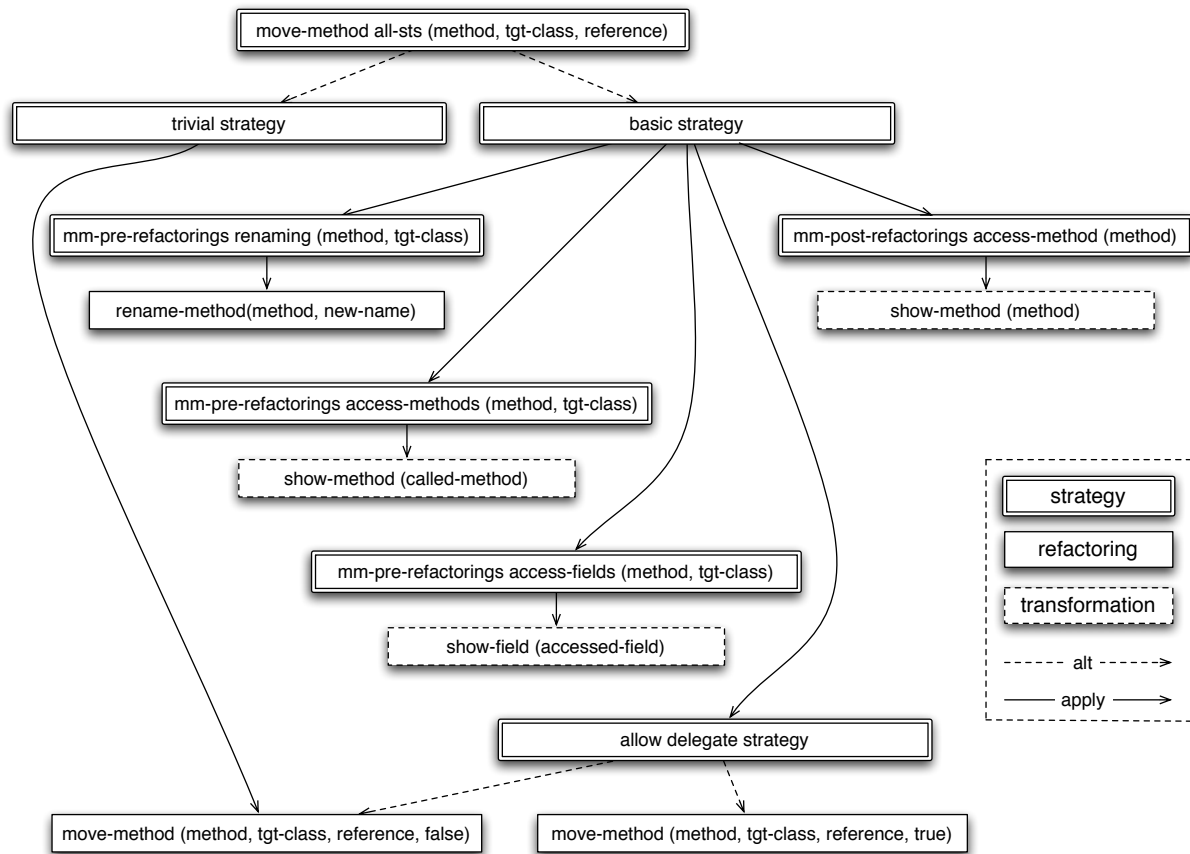 move-method all-sts (method, tgt-class, reference)
trivial strategy
basic strategy
mm-pre-refactorings renaming (method, tgt-class)
mm-post-refactorings access-method (method)
rename-method(method, new-name)
show-method (method)
mm-pre-refactorings access-methods (method, tgt-class)
show-method (called-method)
mm-pre-refactorings access-fields (method, tgt-class)
show-field (accessed-field)
strategy
refactoring
transformation
alt
apply
allow delegate strategy
move-method (method, tgt-class, reference, false)
move-method (method, tgt-class, reference, true)